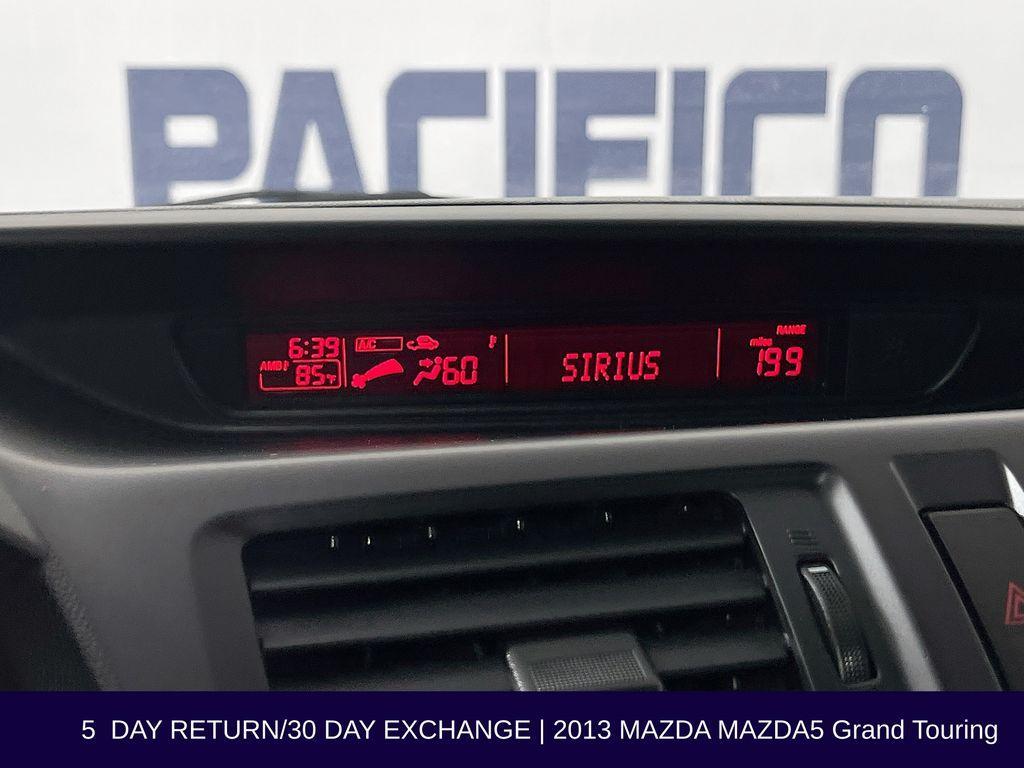 PACIFICO
6:39 A/C RANGE
AMB 85°F 60 SIRIUS miles 199
5 DAY RETURN/30 DAY EXCHANGE | 2013 MAZDA MAZDA5 Grand Touring